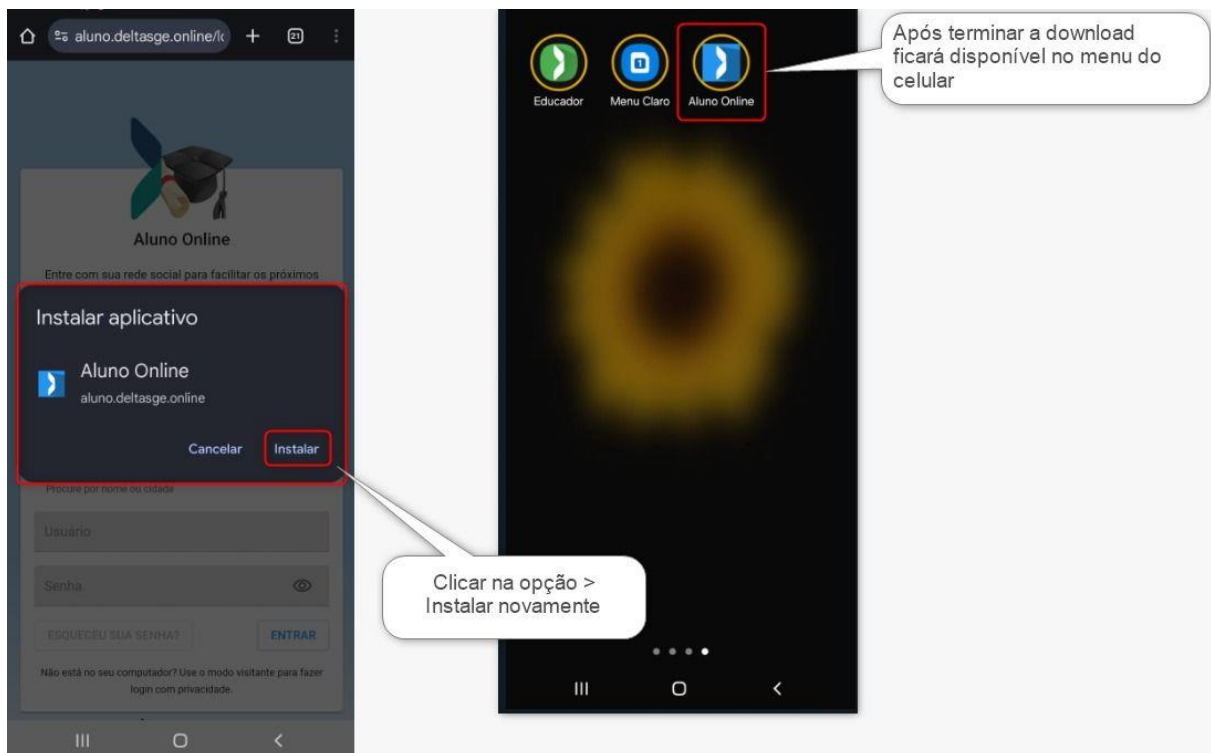 aluno.deltasge.online/lo
21
Aluno Online
Entre com sua rede social para facilitar os próximos
Instalar aplicativo
Aluno Online
aluno.deltasge.online
Cancelar
Instalar
Procure por nome ou cidade
Usuário
Senha
ESQUECEU SUA SENHA?
ENTRAR
Não está no seu computador? Use o modo visitante para fazer
login com privacidade.
Clicar na opção >
Instalar novamente
1
Educador
Menu Claro
Aluno Online
Após terminar a download
ficará disponível no menu do
celular